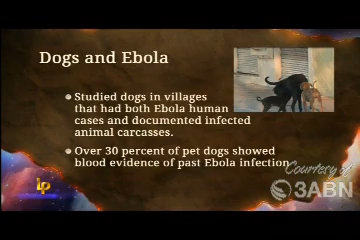 Dogs and Ebola
Studied dogs in villages
that had both Ebola human
cases and documented infected
animal carcasses.
Over 30 percent of pet dogs showed
blood evidence of past Ebola infection
Courtesy of
3ABN
LP